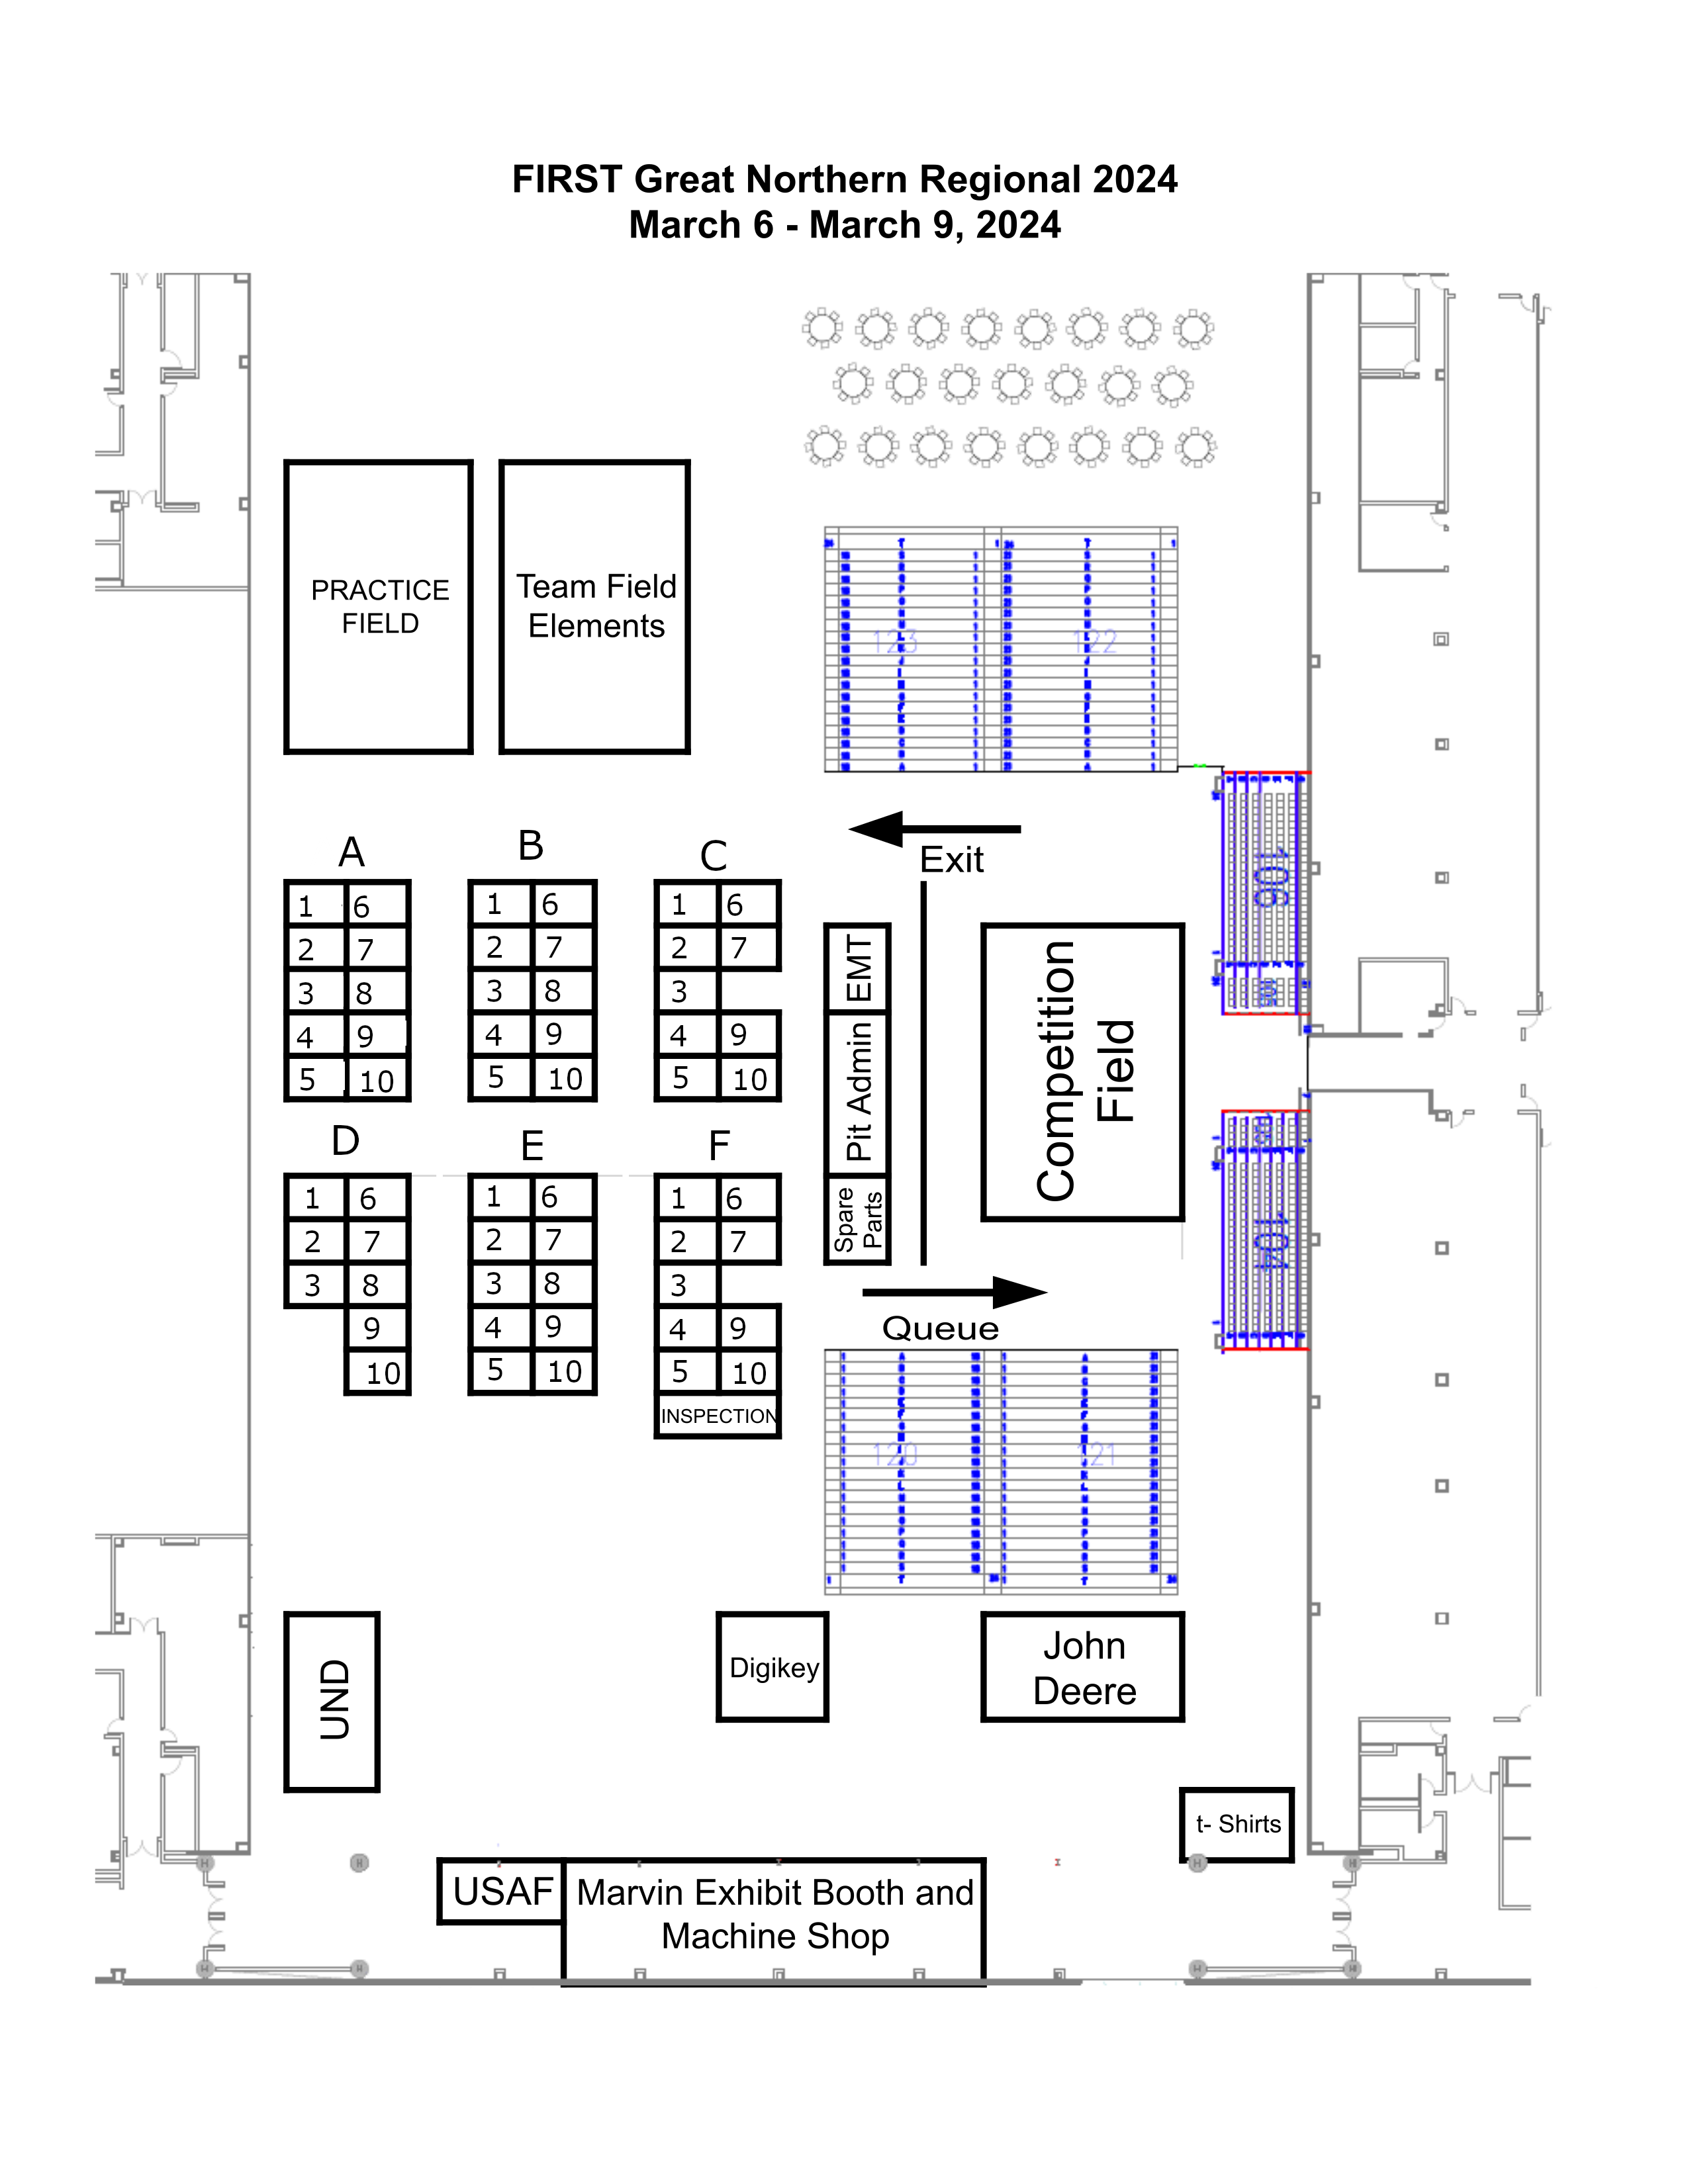 FIRST Great Northern Regional 2024
March 6 - March 9, 2024
PRACTICE
FIELD
Team Field
Elements
123
122
Exit
A
B
C
1 6
2 7
3 8
4 9
5 10
1 6
2 7
3 8
4 9
5 10
1 6
2 7
3
4 9
5 10
EMT
Pit Admin
Spare
Parts
Competition
Field
106
104
D
E
F
1 6
2 7
3 8
9
10
1 6
2 7
3 8
4 9
5 10
1 6
2 7
3
4 9
5 10
INSPECTION
Queue
120
121
UND
Digikey
John
Deere
t- Shirts
USAF
Marvin Exhibit Booth and
Machine Shop